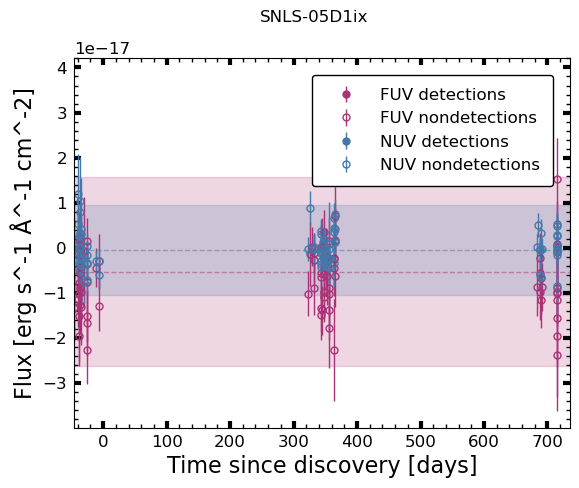 SNLS-05D1ix
1e−17
FUV detections
FUV nondetections
NUV detections
NUV nondetections
4
3
2
1
0
−1
−2
−3
Flux [erg s^-1 Å^-1 cm^-2]
0 100 200 300 400 500 600 700
Time since discovery [days]